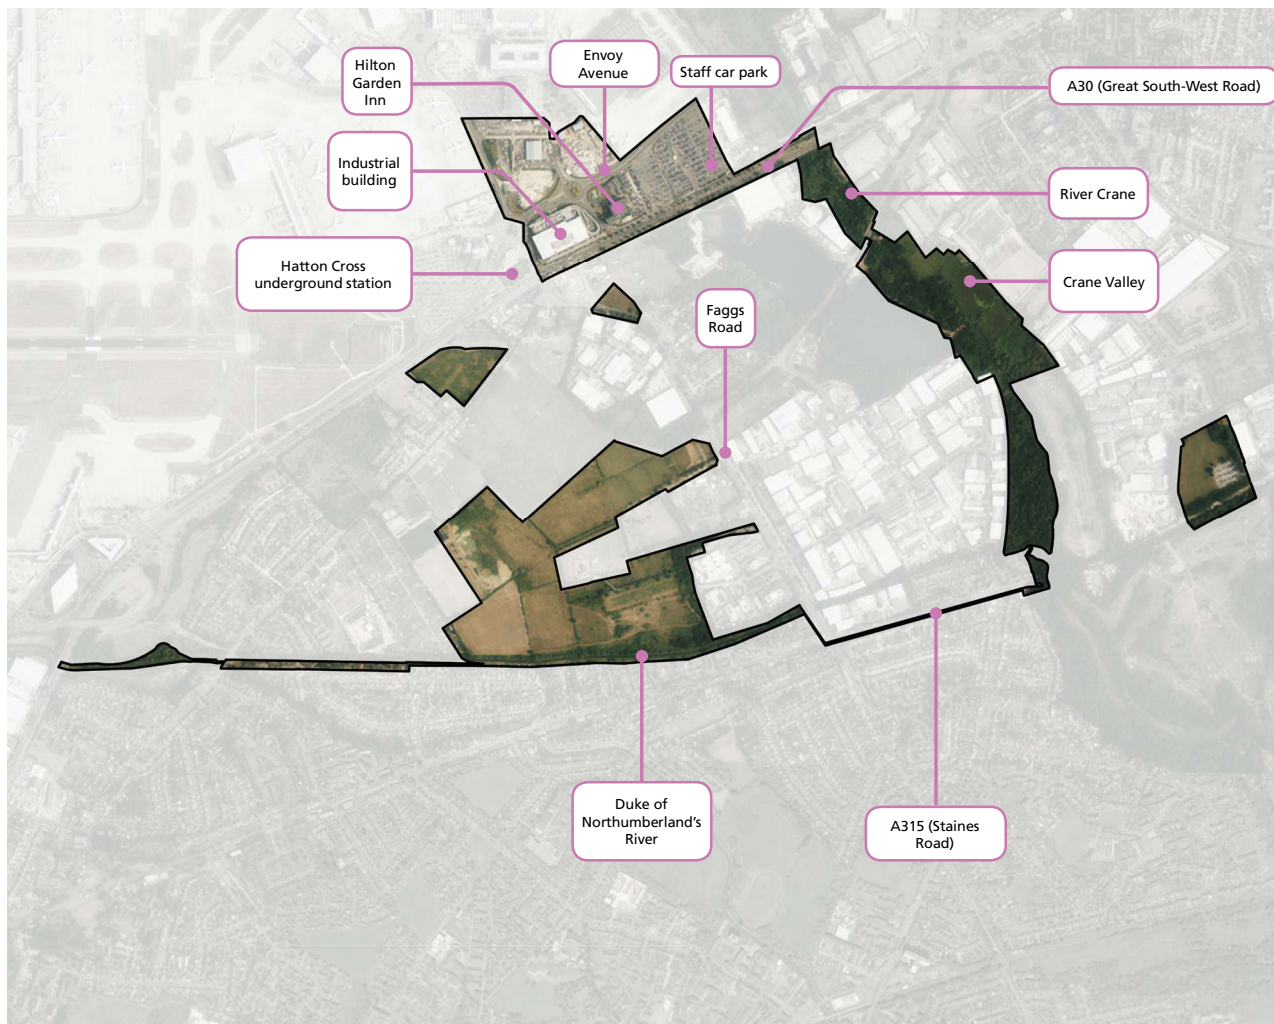 Hilton
Garden
Inn
Envoy
Avenue
Staff car park
A30 (Great South-West Road)
Industrial
building
River Crane
Hatton Cross
underground station
Crane Valley
Faggs
Road
Duke of
Northumberland’s
River
A315 (Staines
Road)